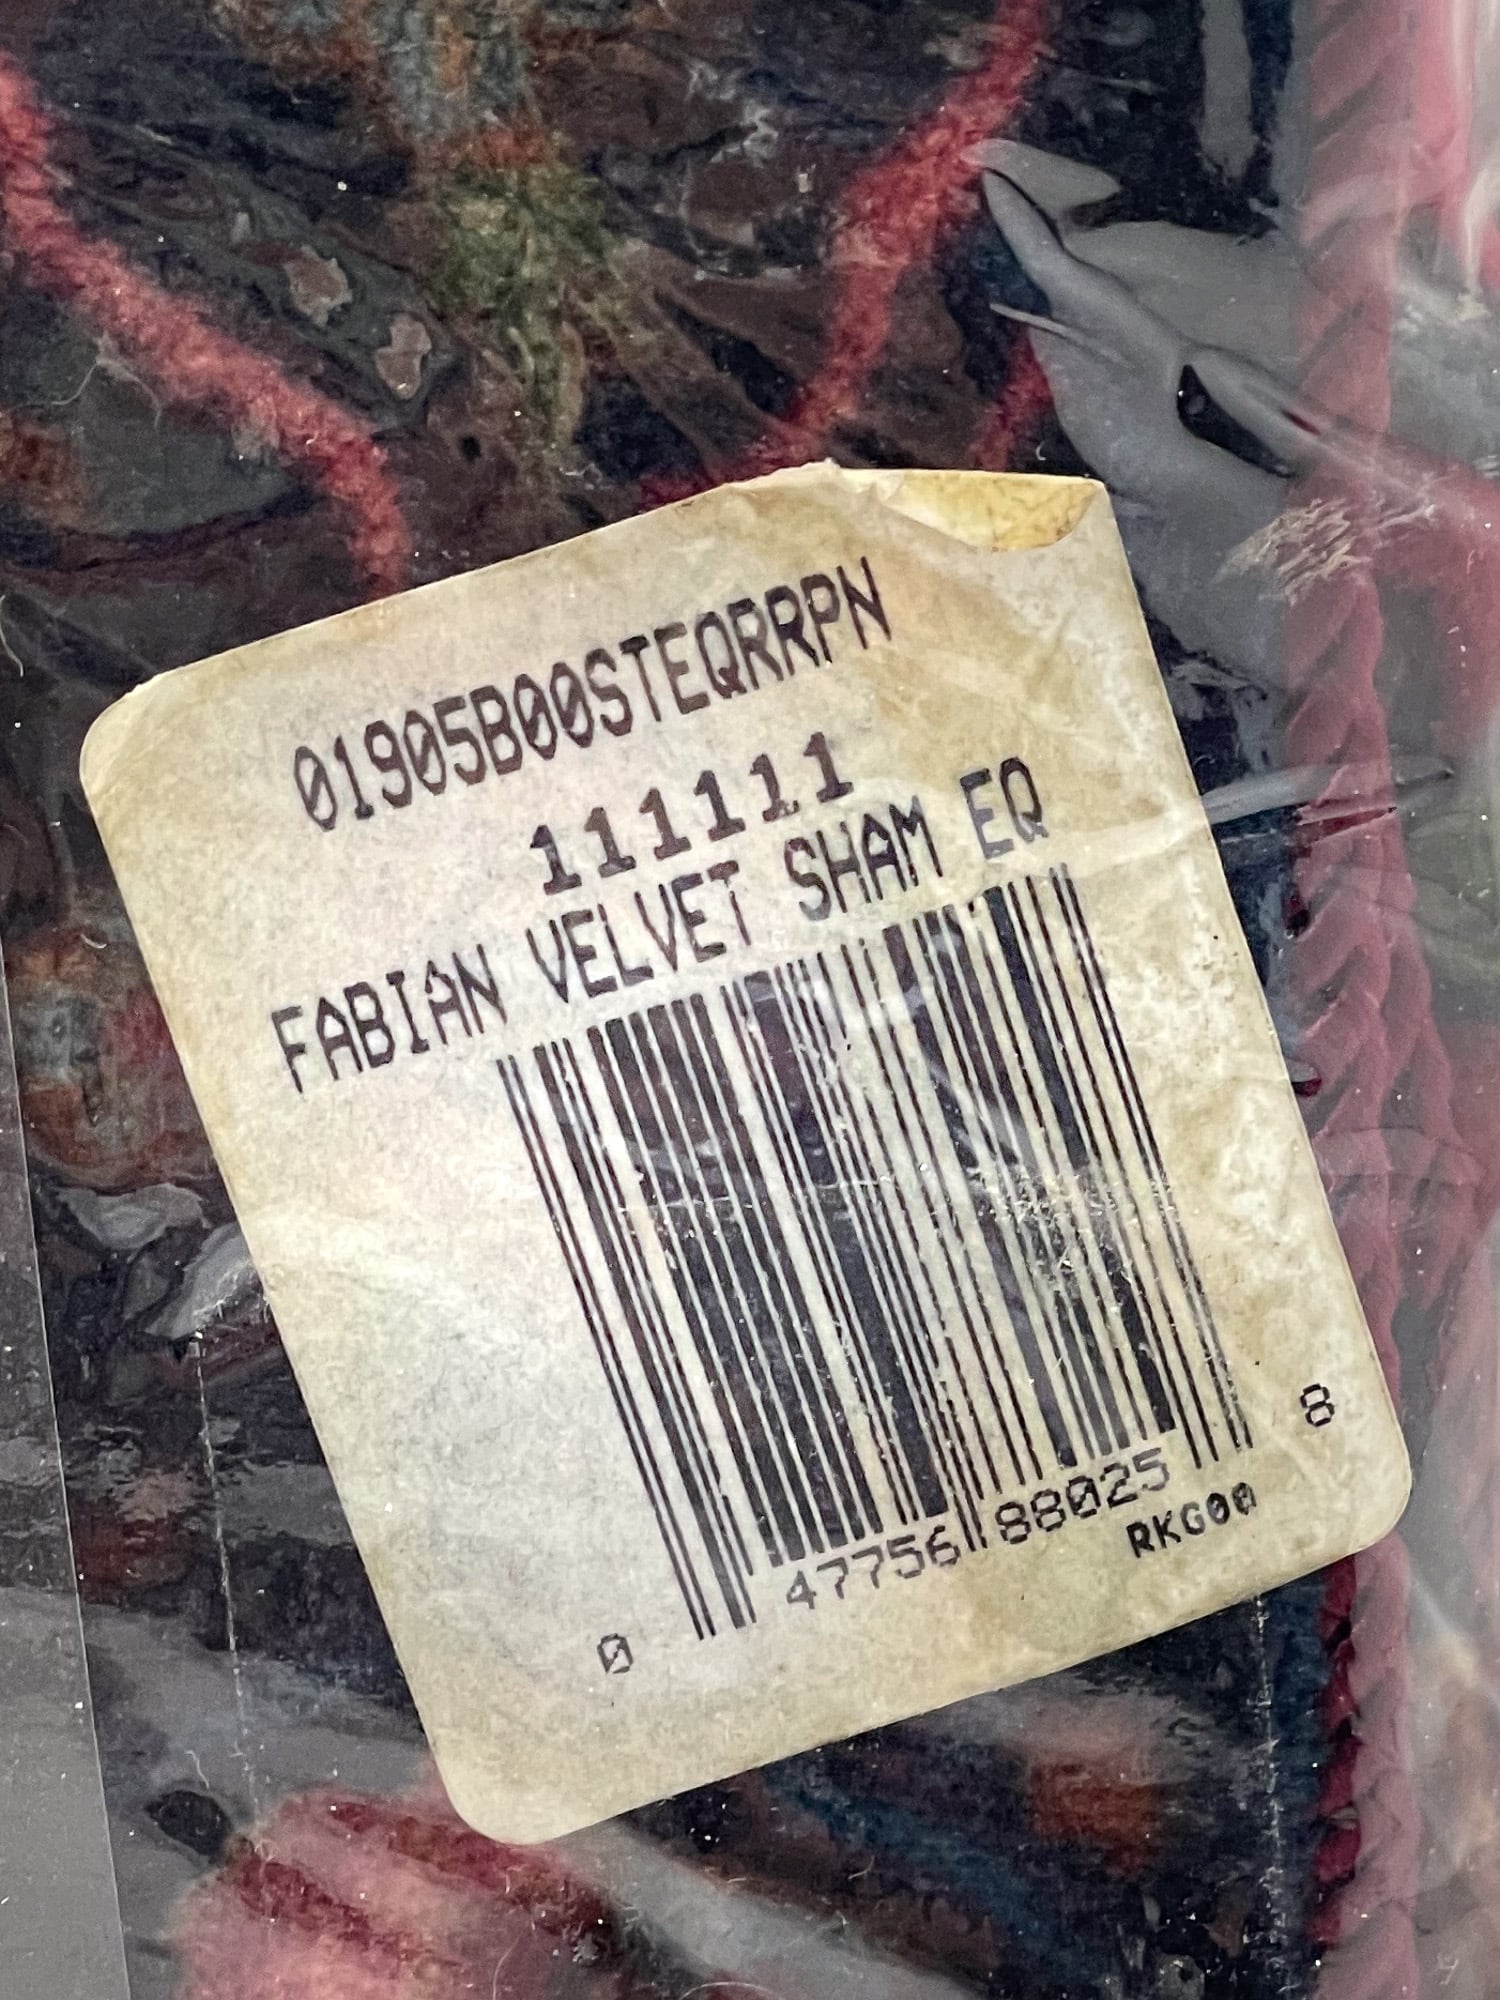 01905B00STEQRRPN
111111
FABIAN VELVET SHAM EQ
0 47756 88025 8
RKG00